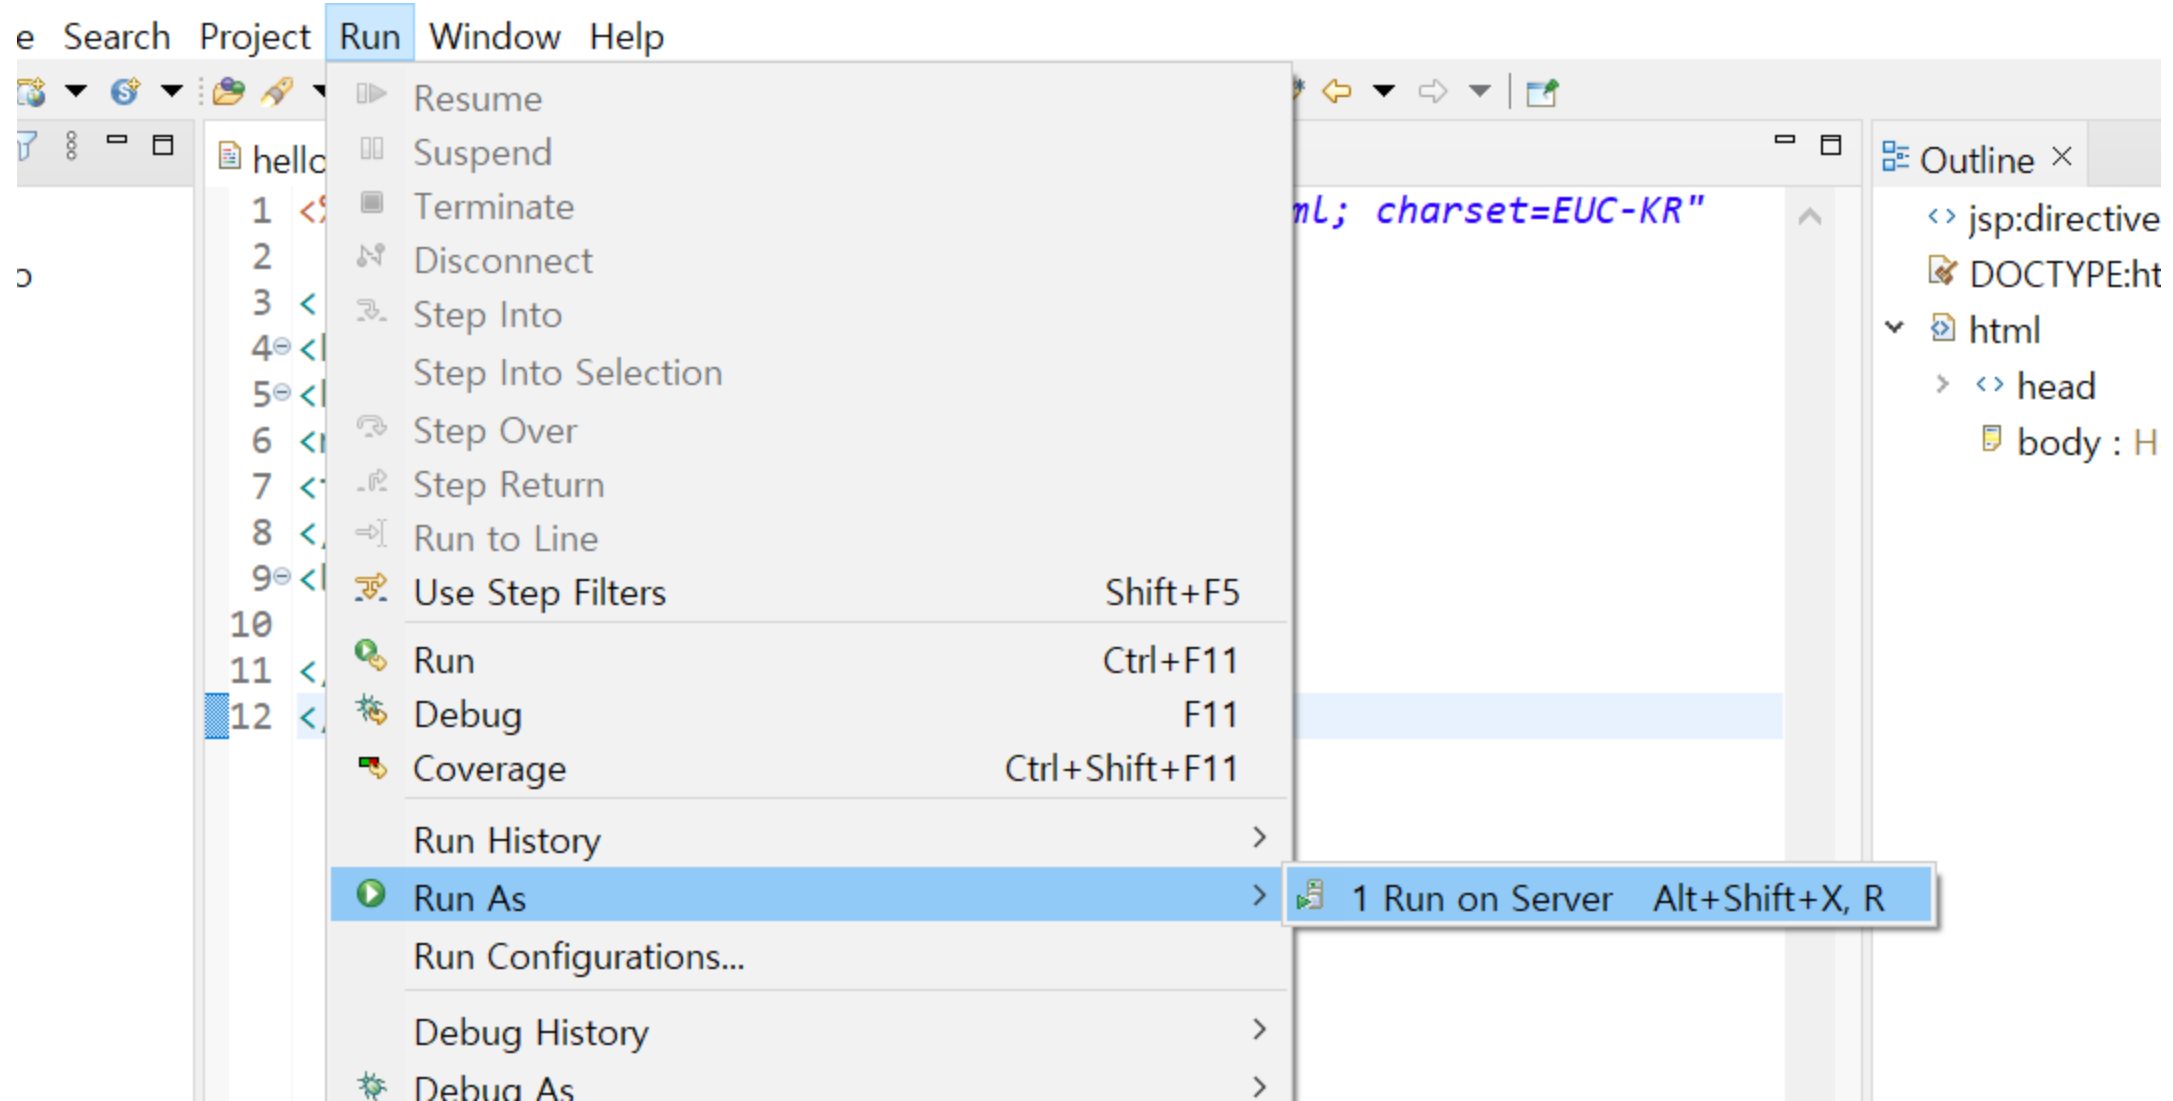 e Search Project Run Window Help
hello
Outline
1 <%
ml; charset=EUC-KR"
2
3 <
4 <
5 <
6 <
7 <
8 </
9 <
10
11 </
12 </
o
Resume
Suspend
Terminate
Disconnect
Step Into
Step Into Selection
Step Over
Step Return
Run to Line
Use Step Filters Shift+F5
Run Ctrl+F11
Debug F11
Coverage Ctrl+Shift+F11
Run History
Run As
1 Run on Server Alt+Shift+X, R
Run Configurations...
Debug History
Debug As
jsp:directive
DOCTYPE:ht
html
head
body : H